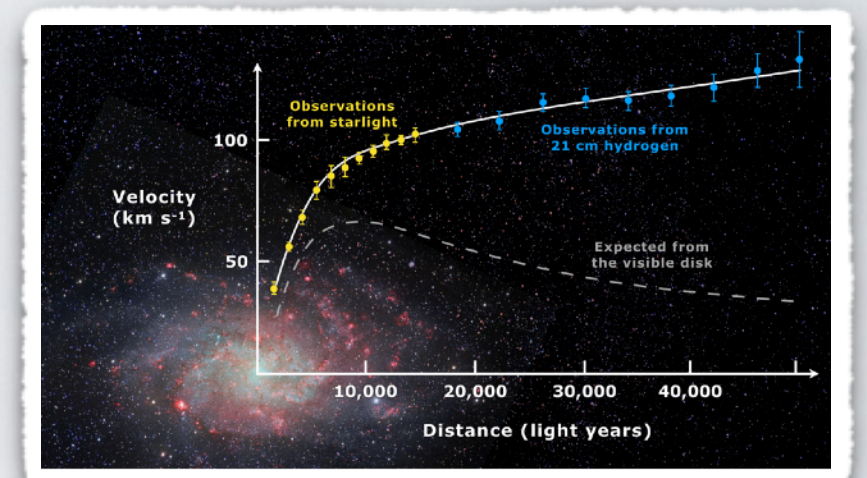 Observations
from starlight
100
Observations from
21 cm hydrogen
Velocity
(km s⁻¹)
Expected from
the visible disk
50
10,000
20,000
30,000
40,000
Distance (light years)